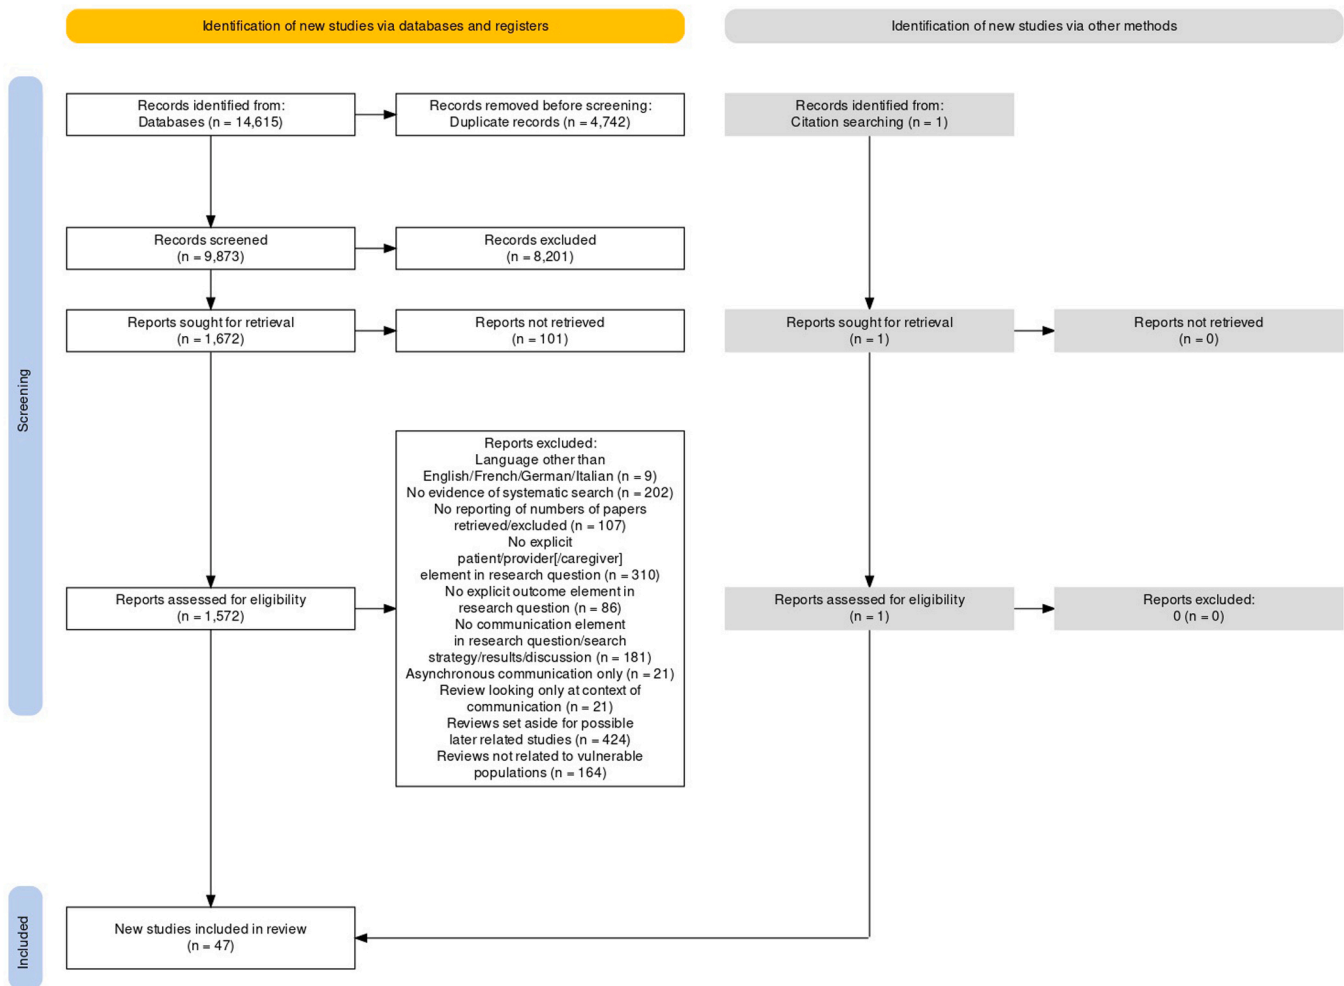 Identification of new studies via databases and registers
Identification of new studies via other methods
Screening
Records identified from:
Databases (n = 14,615)
Records removed before screening:
Duplicate records (n = 4,742)
Records identified from:
Citation searching (n = 1)
Records screened
(n = 9,873)
Records excluded
(n = 8,201)
Reports sought for retrieval
(n = 1,672)
Reports not retrieved
(n = 101)
Reports sought for retrieval
(n = 1)
Reports not retrieved
(n = 0)
Reports assessed for eligibility
(n = 1,572)
Reports excluded:
Language other than
English/French/German/Italian (n = 9)
No evidence of systematic search (n = 202)
No reporting of numbers of papers
retrieved/excluded (n = 107)
No explicit
patient/provider[/caregiver]
element in research question (n = 310)
No explicit outcome element in
research question (n = 86)
No communication element
in research question/search
strategy/results/discussion (n = 181)
Asynchronous communication only (n = 21)
Review looking only at context of
communication (n = 21)
Reviews set aside for possible
later related studies (n = 424)
Reviews not related to vulnerable
populations (n = 164)
Reports assessed for eligibility
(n = 1)
Reports excluded:
0 (n = 0)
Included
New studies included in review
(n = 47)